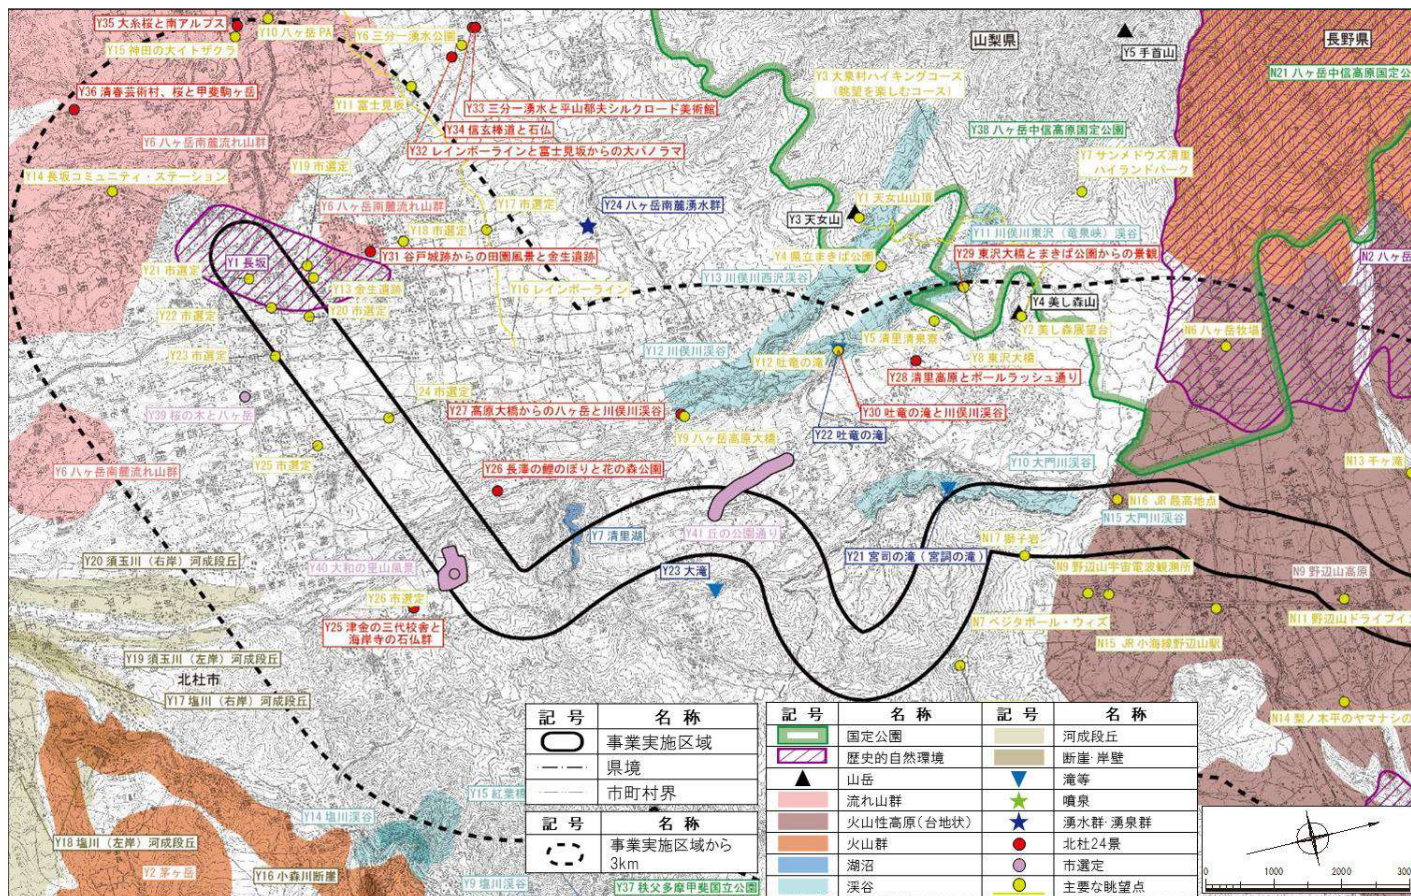 Y35 大糸桜と南アルプス
Y10 八ヶ岳 PA
Y15 神田の大イトザクラ
Y6 三分一湧水公園
Y36 清春芸術村、桜と甲斐駒ヶ岳
Y11 富士見坂
Y33 三分一湧水と平山郁夫シルクロード美術館
Y34 信玄棒道と石仏
Y32 レインボーラインと富士見坂からの大パノラマ
Y6 八ヶ岳南麓流れ山群
Y19 市選定
Y14 長坂コミュニティ・ステーション
Y6 八ヶ岳南麓流れ山群
Y17 市選定
Y24 八ヶ岳南麓湧水群
Y18 市選定
Y31 谷戸城跡からの田園風景と金生遺跡
Y1 長坂
Y21 市選定
Y13 金生遺跡
Y16 レインボーライン
Y22 市選定
Y20 市選定
Y23 市選定
Y39 桜の木と八ヶ岳
24 市選定
Y25 市選定
Y6 八ヶ岳南麓流れ山群
山梨県
長野県
Y5 手首山
N21 八ヶ岳中信高原国定公
Y3 大泉村ハイキングコース
(眺望を楽しむコース)
Y38 八ヶ岳中信高原国定公園
Y7 サンメドウズ清里
ハイランドパーク
Y1 天女山山頂
Y3 天女山
Y11 川俣川東沢（竜泉峡）渓谷
Y4 県立まきば公園
Y29 東沢大橋とまきば公園からの景観
N2 八ヶ岳
Y13 川俣川西沢渓谷
Y4 美し森山
Y2 美し森展望台
N6 八ヶ岳牧場
Y5 清里清泉寮
Y12 川俣川渓谷
Y12 吐竜の滝
Y8 東沢大橋
Y28 清里高原とポールラッシュ通り
Y27 高原大橋からの八ヶ岳と川俣川渓谷
Y30 吐竜の滝と川俣川渓谷
Y9 八ヶ岳高原大橋
Y22 吐竜の滝
Y26 長澤の鯉のぼりと花の森公園
Y10 大門川渓谷
N13 千ヶ滝
N16 JR 最高地点
N15 大門川渓谷
Y7 清里湖
Y41 丘の公園通り
N17 獅子岩
Y21 宮司の滝（宮詞の滝）
Y20 須玉川（右岸）河成段丘
Y40 大和の里山風景
Y23 大滝
N9 野辺山宇宙電波観測所
N9 野辺山高原
Y26 市選定
Y25 津金の三代校舎と
海岸寺の石仏群
N7 ベジタボール・ウィズ
N11 野辺山ドライブイ
N15 JR 小海線野辺山駅
Y19 須玉川（左岸）河成段丘
北杜市
Y17 塩川（右岸）河成段丘
N14 梨ノ木平のヤマナシの
Y15 紅葉橋
Y14 塩川渓谷
Y18 塩川（左岸）河成段丘
Y2 茅ヶ岳
Y16 小森川断崖
Y9 塩川渓谷
Y37 秩父多摩甲斐国立公園
記 号 名 称
事業実施区域
県境
市町村界
記 号 名 称
事業実施区域から
3km
記 号 名 称 記 号 名 称
国定公園 河成段丘
歴史的自然環境 断崖・岸壁
山岳 滝等
流れ山群 噴泉
火山性高原(台地状) 湧水群・湧泉群
火山群 北杜24景
湖沼 市選定
渓谷 主要な眺望点
0 1000 2000 300